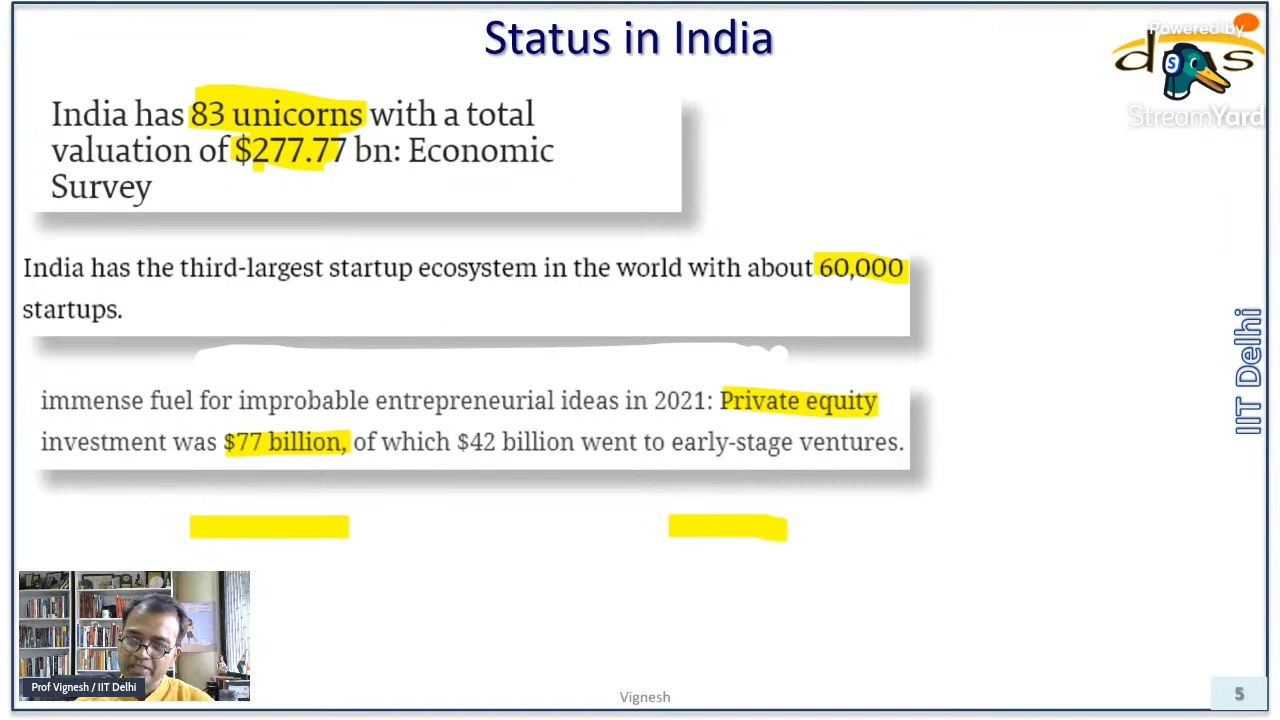 Status in India
Powered by
dms
S
StreamYard
India has 83 unicorns with a total
valuation of $277.77 bn: Economic
Survey
India has the third-largest startup ecosystem in the world with about 60,000
startups.
immense fuel for improbable entrepreneurial ideas in 2021: Private equity
investment was $77 billion, of which $42 billion went to early-stage ventures.
IIT Delhi
Prof Vignesh / IIT Delhi
Vignesh
5